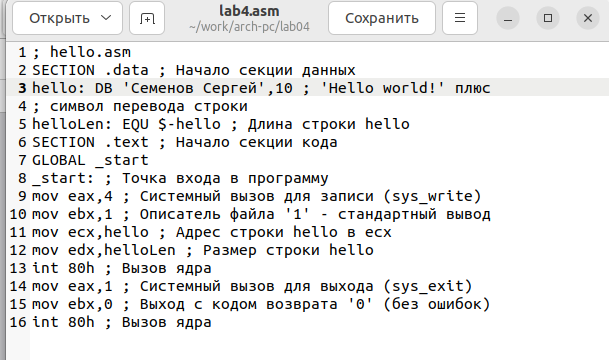 Открыть
lab4.asm
~/work/arch-pc/lab04
Сохранить
1 ; hello.asm
2 SECTION .data ; Начало секции данных
3 hello: DB 'Семенов Сергей',10 ; 'Hello world!' плюс
4 ; символ перевода строки
5 helloLen: EQU $-hello ; Длина строки hello
6 SECTION .text ; Начало секции кода
7 GLOBAL _start
8 _start: ; Точка входа в программу
9 mov eax,4 ; Системный вызов для записи (sys_write)
10 mov ebx,1 ; Описатель файла '1' - стандартный вывод
11 mov ecx,hello ; Адрес строки hello в ecx
12 mov edx,helloLen ; Размер строки hello
13 int 80h ; Вызов ядра
14 mov eax,1 ; Системный вызов для выхода (sys_exit)
15 mov ebx,0 ; Выход с кодом возврата '0' (без ошибок)
16 int 80h ; Вызов ядра